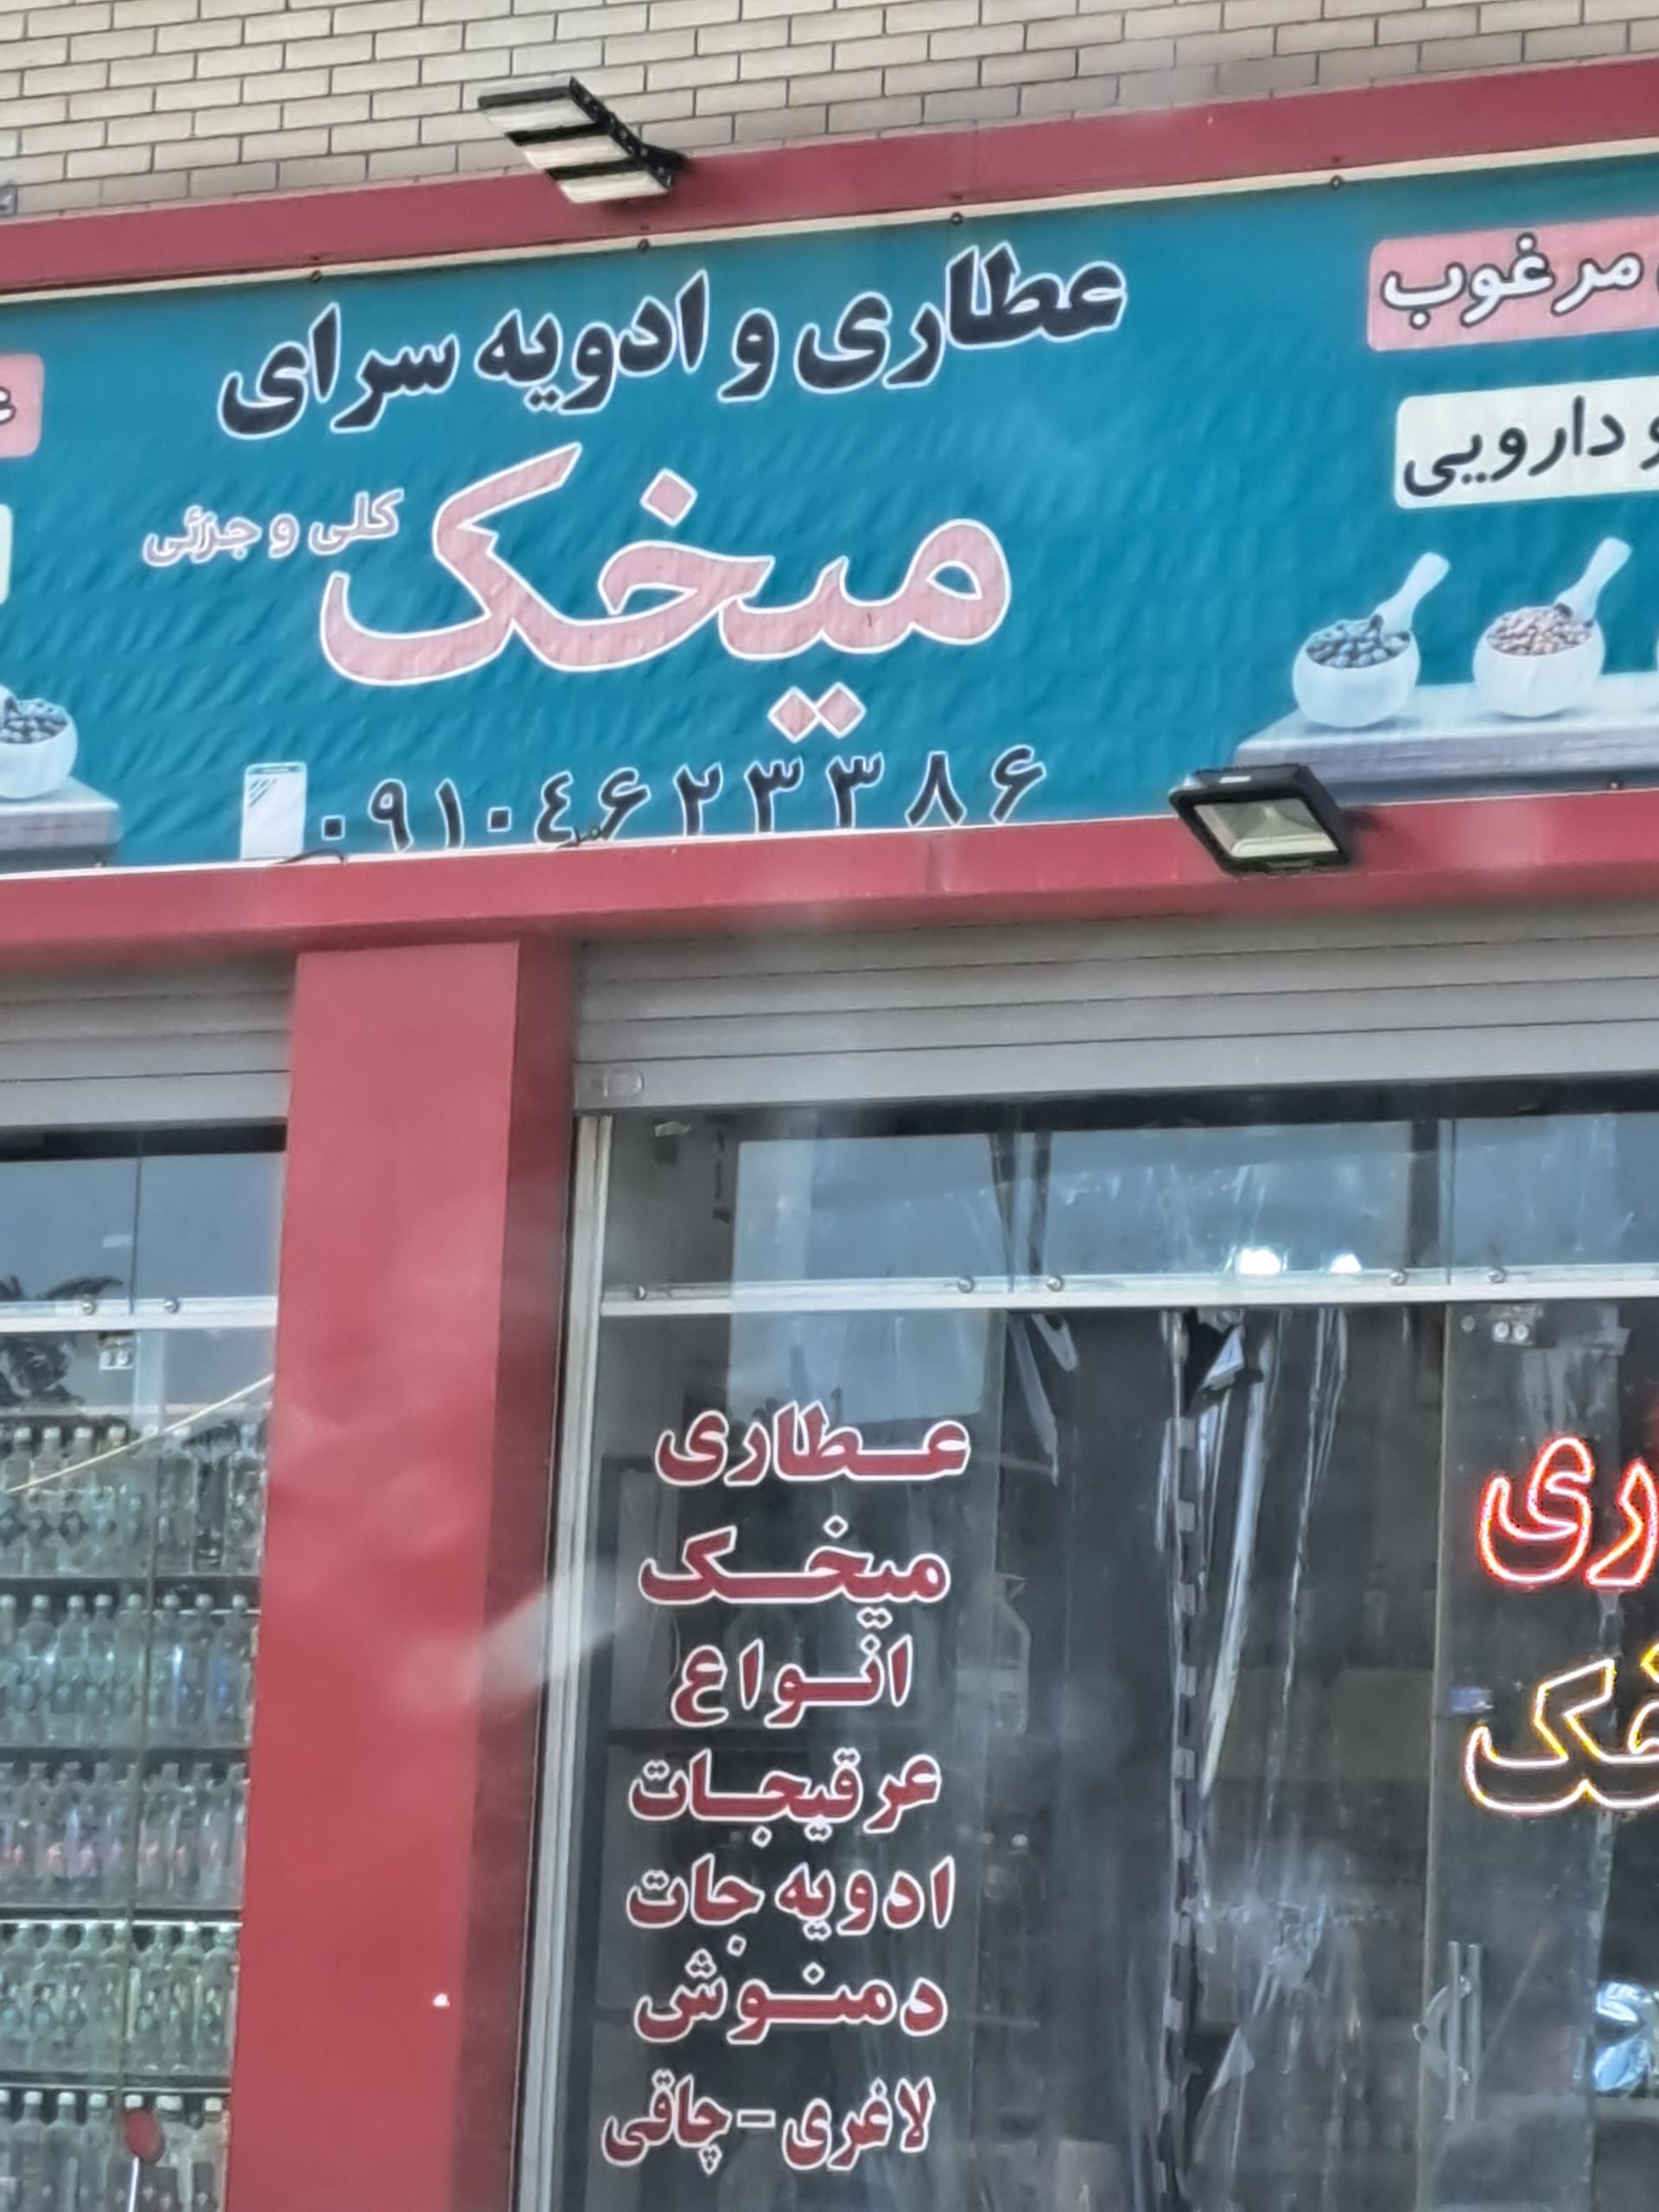 عطاری و ادویه سرای
میخک
کلی و جزئی
۰۹۱۰۴۶۲۳۳۸۶
مرغوب
و دارویی
عطاری
میخک
انواع
عرقیجات
ادویه جات
دمنوش
لاغری-چاقی